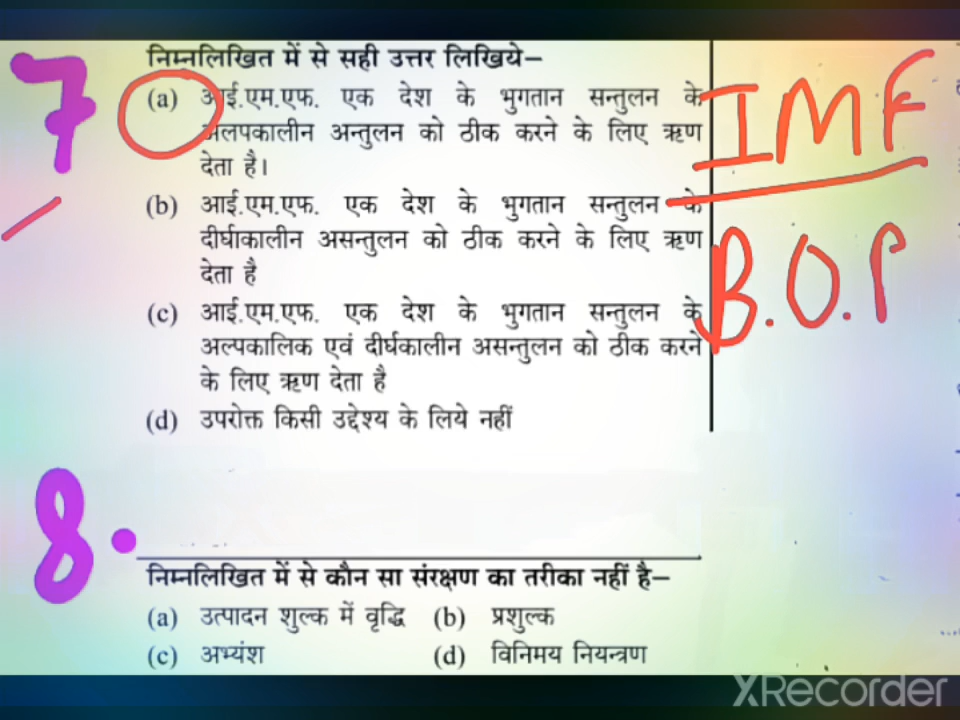 7
निम्नलिखित में से सही उत्तर लिखिये–
(a) आई.एम.एफ. एक देश के भुगतान सन्तुलन के
अलपकालीन अन्तुलन को ठीक करने के लिए ऋण
देता है।
IMF
(b) आई.एम.एफ. एक देश के भुगतान सन्तुलन के
दीर्घाकालीन असन्तुलन को ठीक करने के लिए ऋण
देता है
B.O.P
(c) आई.एम.एफ. एक देश के भुगतान सन्तुलन के
अल्पकालिक एवं दीर्घकालीन असन्तुलन को ठीक करने
के लिए ऋण देता है
(d) उपरोक्त किसी उद्देश्य के लिये नहीं
8.
निम्नलिखित में से कौन सा संरक्षण का तरीका नहीं है–
(a) उत्पादन शुल्क में वृद्धि (b) प्रशुल्क
(c) अभ्यंश (d) विनिमय नियन्त्रण
XRecorder